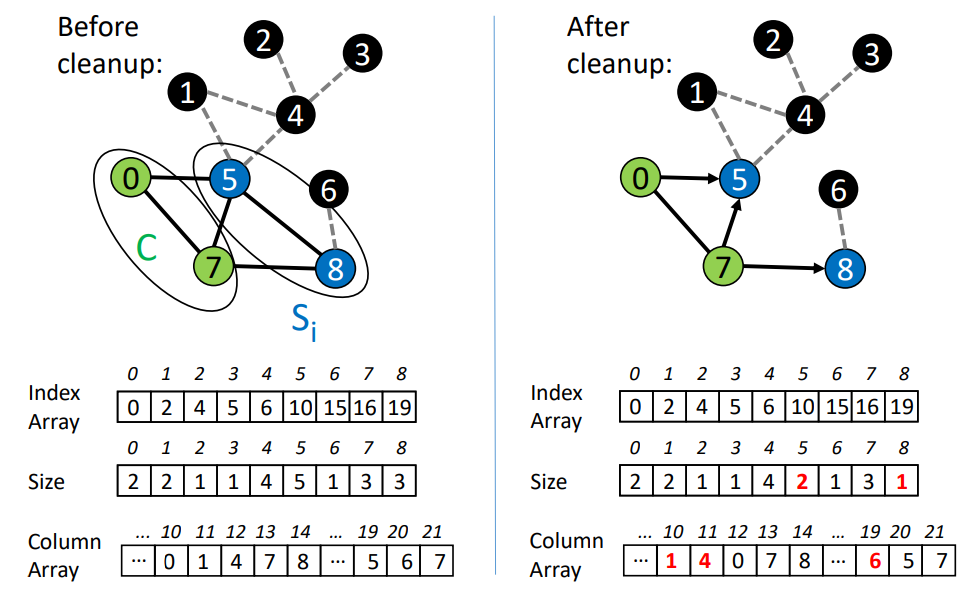 Before
cleanup:
2
3
1
4
0
5
6
C
7
8
Si
Index
Array
0 1 2 3 4 5 6 7 8
0 2 4 5 6 10 15 16 19
Size
0 1 2 3 4 5 6 7 8
2 2 1 1 4 5 1 3 3
Column
Array
... 10 11 12 13 14 ... 19 20 21
... 0 1 4 7 8 ... 5 6 7
After
cleanup:
2
3
1
4
0
5
6
7
8
Index
Array
0 1 2 3 4 5 6 7 8
0 2 4 5 6 10 15 16 19
Size
0 1 2 3 4 5 6 7 8
2 2 1 1 4 2 1 3 1
Column
Array
... 10 11 12 13 14 ... 19 20 21
... 1 4 0 7 8 ... 6 5 7